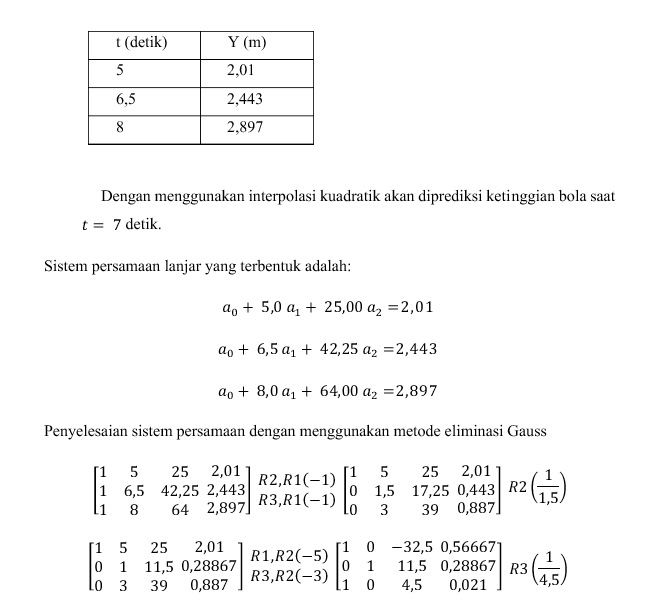 t (detik) Y (m)
5 2,01
6,5 2,443
8 2,897
Dengan menggunakan interpolasi kuadratik akan diprediksi ketinggian bola saat
t = 7 detik.
Sistem persamaan lanjar yang terbentuk adalah:
a₀ + 5,0 a₁ + 25,00 a₂ =2,01
a₀ + 6,5 a₁ + 42,25 a₂ =2,443
a₀ + 8,0 a₁ + 64,00 a₂ =2,897
Penyelesaian sistem persamaan dengan menggunakan metode eliminasi Gauss
[1 5 25 2,01] [1 5 25 2,01]
[1 6,5 42,25 2,443] R2,R1(−1) [0 1,5 17,25 0,443] R2(1/1,5)
[1 8 64 2,897] R3,R1(−1) [0 3 39 0,887]
[1 5 25 2,01] [1 0 −32,5 0,56667]
[0 1 11,5 0,28867] R1,R2(−5) [0 1 11,5 0,28867] R3(1/4,5)
[0 3 39 0,887] R3,R2(−3) [1 0 4,5 0,021]